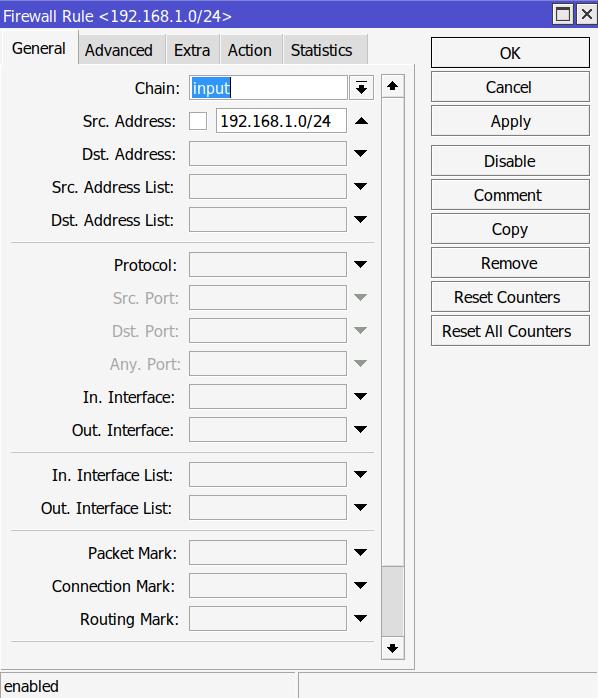 Firewall Rule <192.168.1.0/24>
General Advanced Extra Action Statistics
Chain: input
Src. Address: 192.168.1.0/24
Dst. Address:
Src. Address List:
Dst. Address List:
Protocol:
Src. Port:
Dst. Port:
Any. Port:
In. Interface:
Out. Interface:
In. Interface List:
Out. Interface List:
Packet Mark:
Connection Mark:
Routing Mark:
OK
Cancel
Apply
Disable
Comment
Copy
Remove
Reset Counters
Reset All Counters
enabled